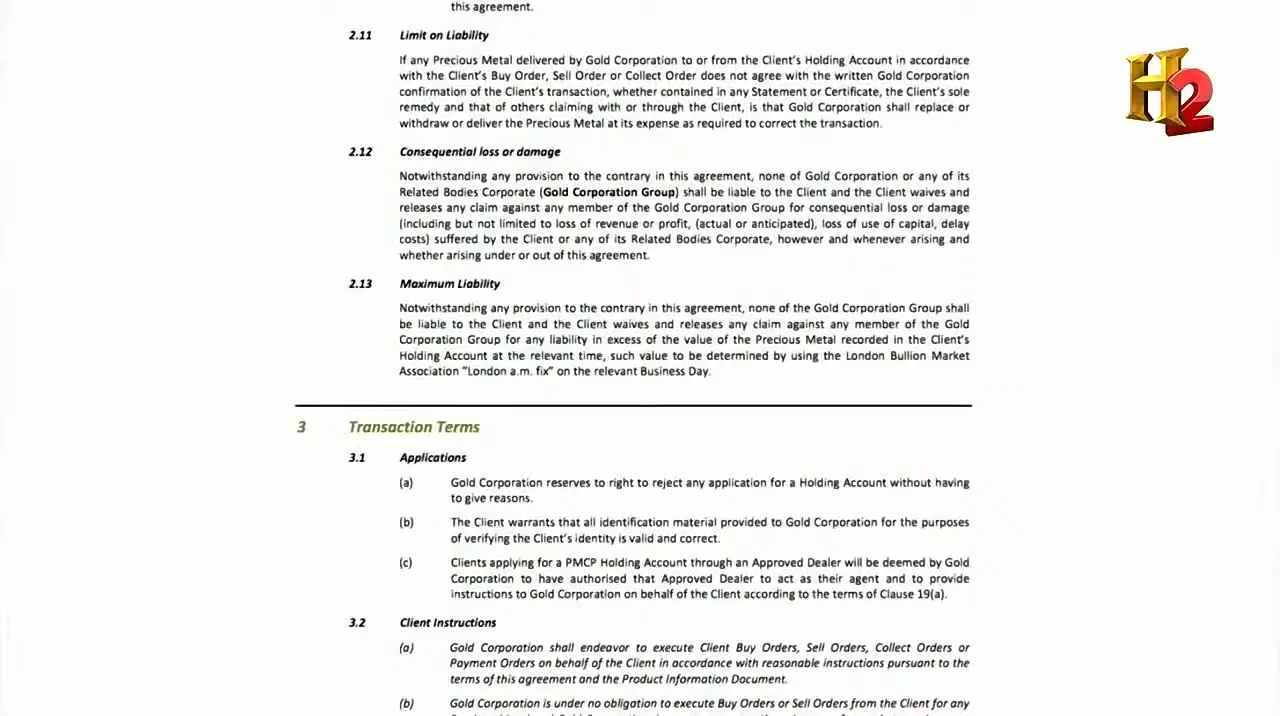 this agreement.
2.11 Limit on Liability
If any Precious Metal delivered by Gold Corporation to or from the Client's Holding Account in accordance
with the Client's Buy Order, Sell Order or Collect Order does not agree with the written Gold Corporation
confirmation of the Client's transaction, whether contained in any Statement or Certificate, the Client's sole
remedy and that of others claiming with or through the Client, is that Gold Corporation shall replace or
withdraw or deliver the Precious Metal at its expense as required to correct the transaction.
2.12 Consequential loss or damage
Notwithstanding any provision to the contrary in this agreement, none of Gold Corporation or any of its
Related Bodies Corporate (Gold Corporation Group) shall be liable to the Client and the Client waives and
releases any claim against any member of the Gold Corporation Group for consequential loss or damage
(including but not limited to loss of revenue or profit, (actual or anticipated), loss of use of capital, delay
costs) suffered by the Client or any of its Related Bodies Corporate, however and whenever arising and
whether arising under or out of this agreement.
2.13 Maximum Liability
Notwithstanding any provision to the contrary in this agreement, none of the Gold Corporation Group shall
be liable to the Client and the Client waives and releases any claim against any member of the Gold
Corporation Group for any liability in excess of the value of the Precious Metal recorded in the Client's
Holding Account at the relevant time, such value to be determined by using the London Bullion Market
Association "London a.m. fix" on the relevant Business Day.
3 Transaction Terms
3.1 Applications
(a) Gold Corporation reserves to right to reject any application for a Holding Account without having
to give reasons.
(b) The Client warrants that all identification material provided to Gold Corporation for the purposes
of verifying the Client's identity is valid and correct.
(c) Clients applying for a PMCP Holding Account through an Approved Dealer will be deemed by Gold
Corporation to have authorised that Approved Dealer to act as their agent and to provide
instructions to Gold Corporation on behalf of the Client according to the terms of Clause 19(a).
3.2 Client Instructions
(a) Gold Corporation shall endeavor to execute Client Buy Orders, Sell Orders, Collect Orders or
Payment Orders on behalf of the Client in accordance with reasonable instructions pursuant to the
terms of this agreement and the Product Information Document.
(b) Gold Corporation is under no obligation to execute Buy Orders or Sell Orders from the Client for any
H2